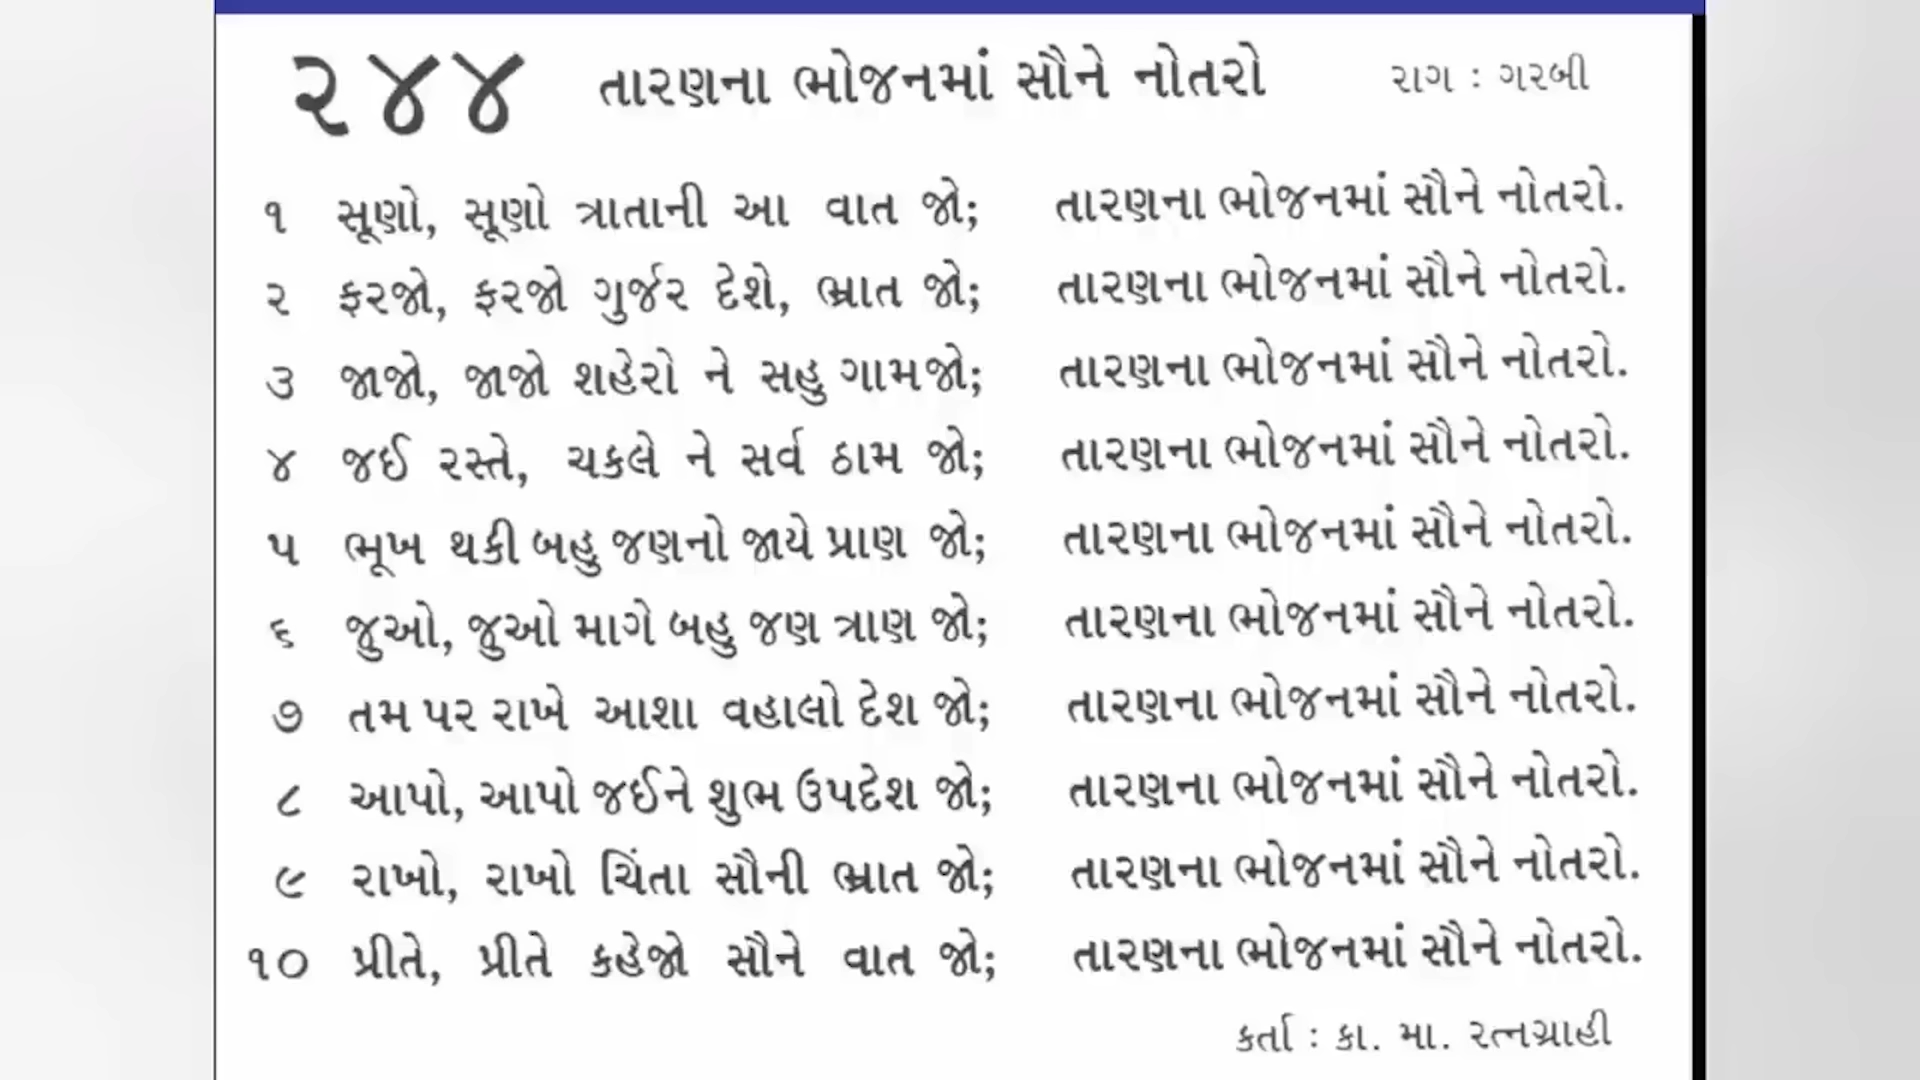 ૨૪૪ તારણના ભોજનમાં સૌને નોતરો રાગ : ગરબી
૧ સૂણો, સૂણો ત્રાતાની આ વાત જો; તારણના ભોજનમાં સૌને નોતરો.
૨ ફરજો, ફરજો ગુર્જર દેશે, ભ્રાત જો; તારણના ભોજનમાં સૌને નોતરો.
૩ જાજો, જાજો શહેરો ને સહુ ગામજો; તારણના ભોજનમાં સૌને નોતરો.
૪ જઈ રસ્તે, ચકલે ને સર્વ ઠામ જો; તારણના ભોજનમાં સૌને નોતરો.
૫ ભૂખ થકી બહુ જણનો જાયે પ્રાણ જો; તારણના ભોજનમાં સૌને નોતરો.
૬ જુઓ, જુઓ માગે બહુ જણ ત્રાણ જો; તારણના ભોજનમાં સૌને નોતરો.
૭ તમ પર રાખે આશા વહાલો દેશ જો; તારણના ભોજનમાં સૌને નોતરો.
૮ આપો, આપો જઈને શુભ ઉપદેશ જો; તારણના ભોજનમાં સૌને નોતરો.
૯ રાખો, રાખો ચિંતા સૌની ભ્રાત જો; તારણના ભોજનમાં સૌને નોતરો.
૧૦ પ્રીતે, પ્રીતે કહેજો સૌને વાત જો; તારણના ભોજનમાં સૌને નોતરો.
કર્તા : કા. મા. રત્નગ્રાહી